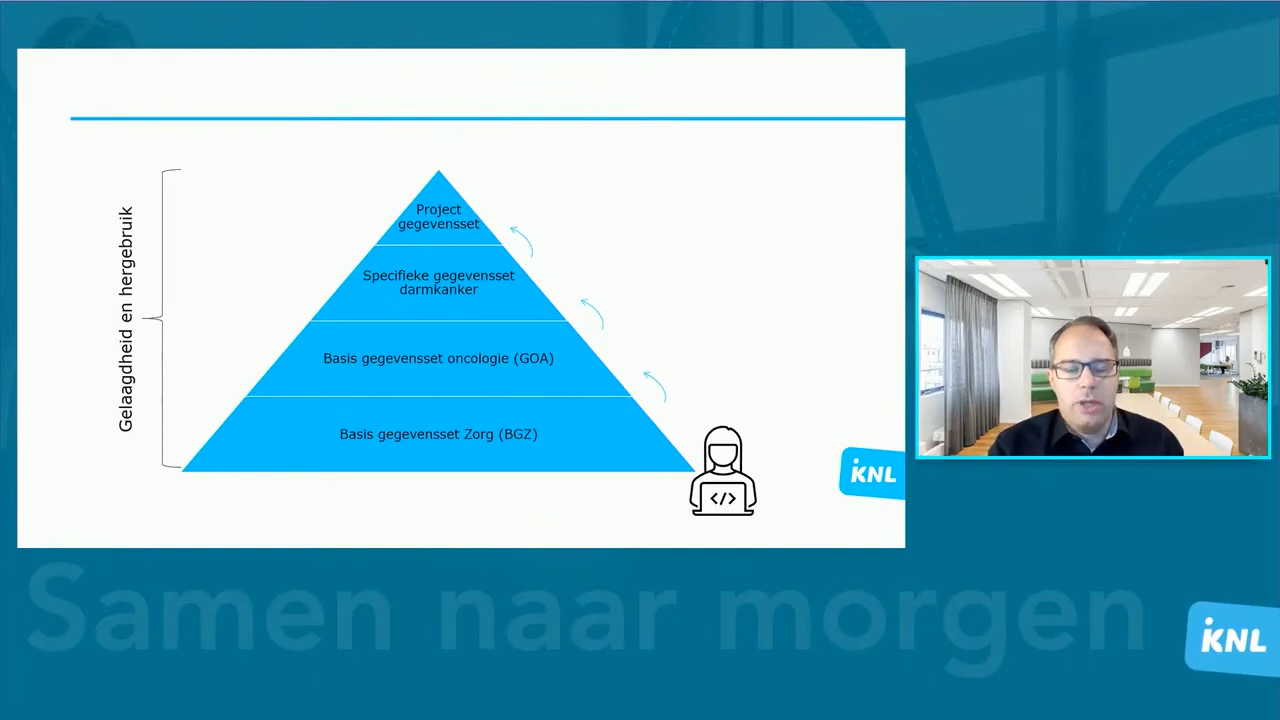 Gelaagdheid en hergebruik
Project
gegevensset
Specifieke gegevensset
darmkanker
Basis gegevensset oncologie (GOA)
Basis gegevensset Zorg (BGZ)
</>
iKNL
Samen naar morgen
iKNL